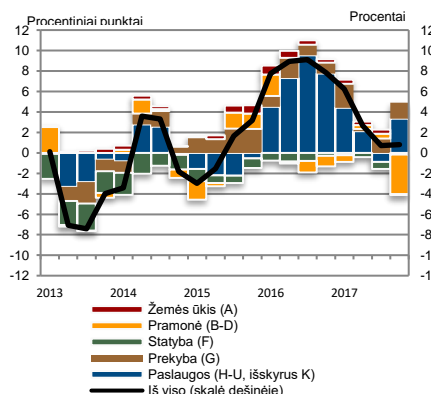 Procentiniai punktai Procentai
12 12
10 10
8 8
6 6
4 4
2 2
0 0
-2 -2
-4 -4
-6 -6
-8 -8
-10 -10
-12 -12
2013 2014 2015 2016 2017
Žemės ūkis (A)
Pramonė (B-D)
Statyba (F)
Prekyba (G)
Paslaugos (H-U, išskyrus K)
Iš viso (skalė dešinėje)